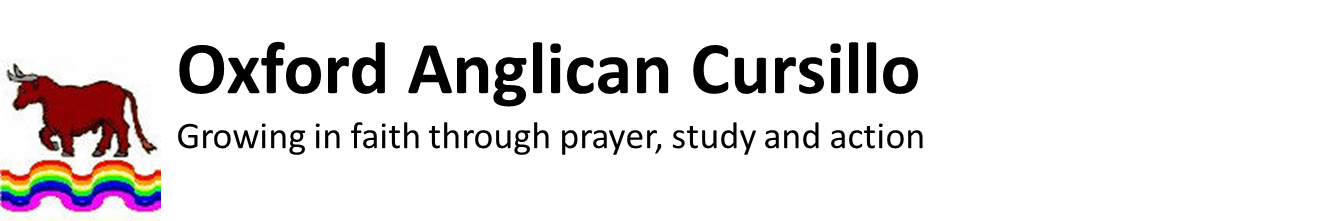 Oxford Anglican Cursillo
Growing in faith through prayer, study and action